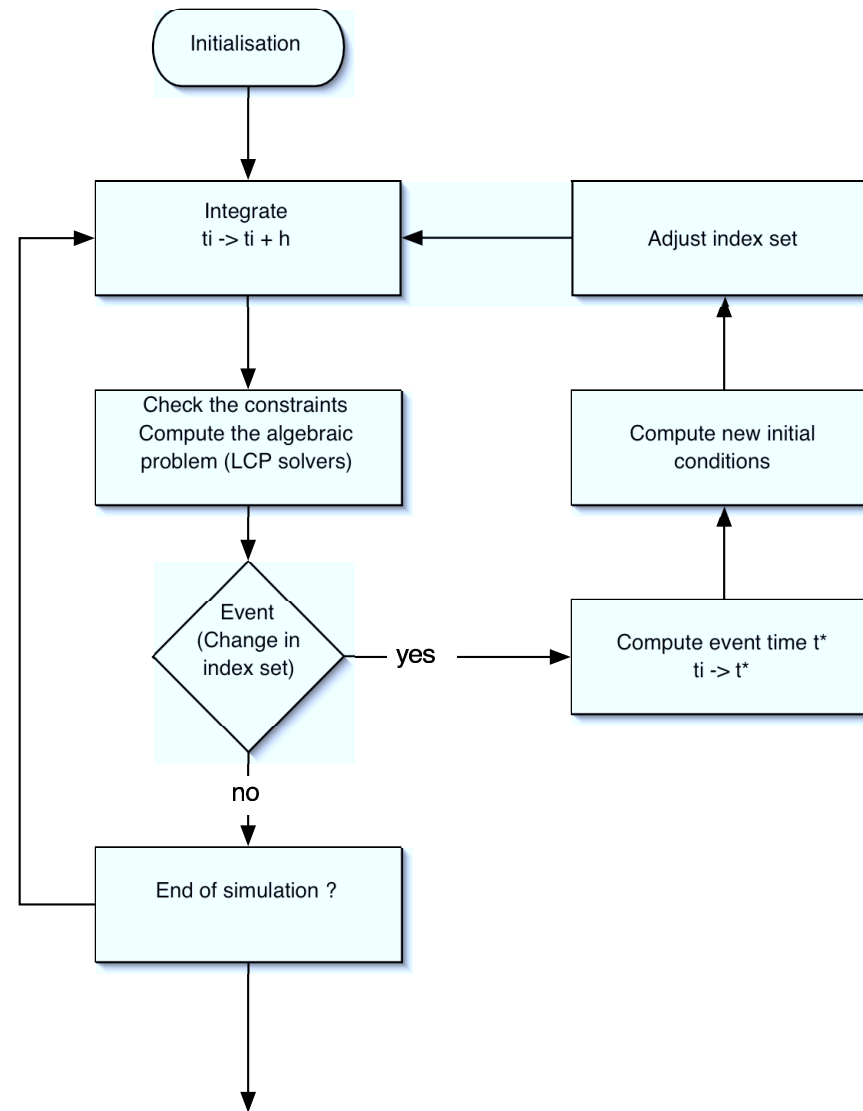 Initialisation
Integrate
ti -> ti + h
Adjust index set
Check the constraints
Compute the algebraic
problem (LCP solvers)
Compute new initial
conditions
Event
(Change in
index set)
yes
Compute event time t*
ti -> t*
no
End of simulation ?